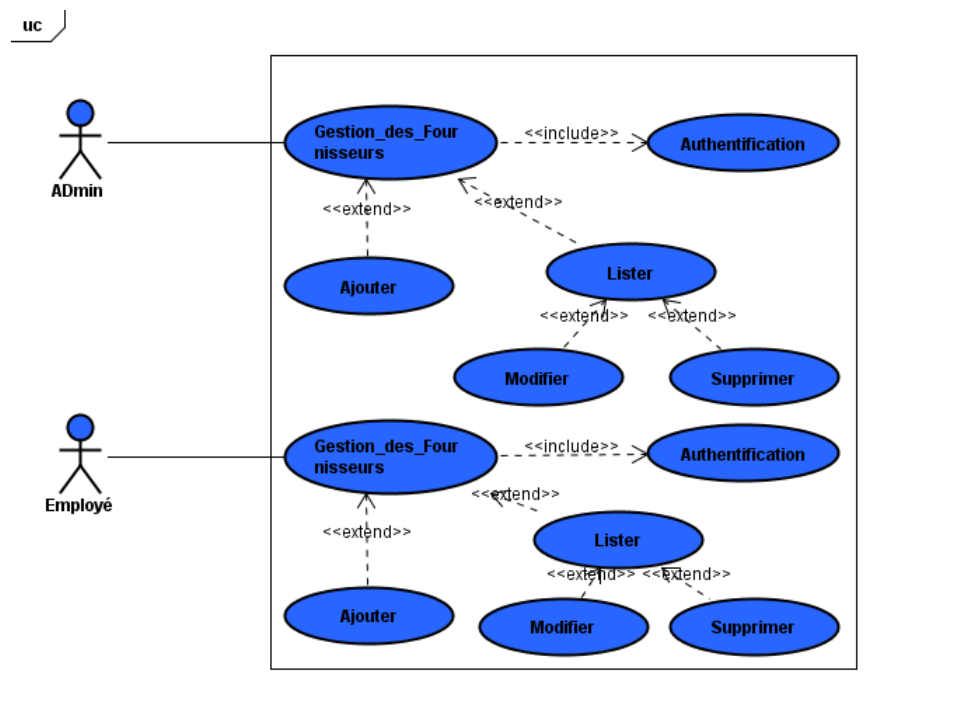 uc
Gestion_des_Four
nisseurs
<<include>>
Authentification
ADmin
<<extend>>
<<extend>>
Ajouter
Lister
<<extend>>
<<extend>>
Modifier
Supprimer
Gestion_des_Four
nisseurs
<<include>>
Authentification
Employé
<<extend>>
<<extend>>
Lister
<<extend>>
<<extend>>
Ajouter
Modifier
Supprimer